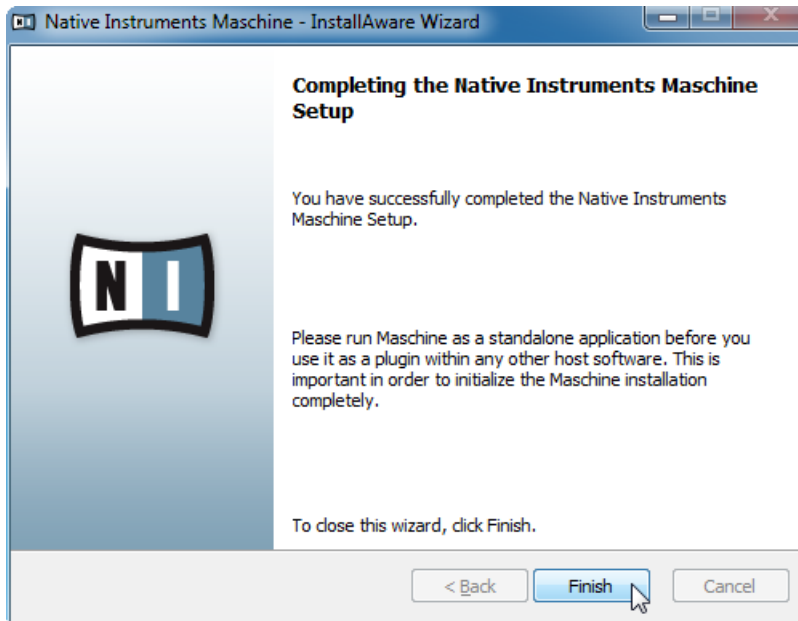 Native Instruments Maschine - InstallAware Wizard
Completing the Native Instruments Maschine
Setup
You have successfully completed the Native Instruments
Maschine Setup.
N I
Please run Maschine as a standalone application before you
use it as a plugin within any other host software. This is
important in order to initialize the Maschine installation
completely.
To close this wizard, click Finish.
< Back Finish Cancel